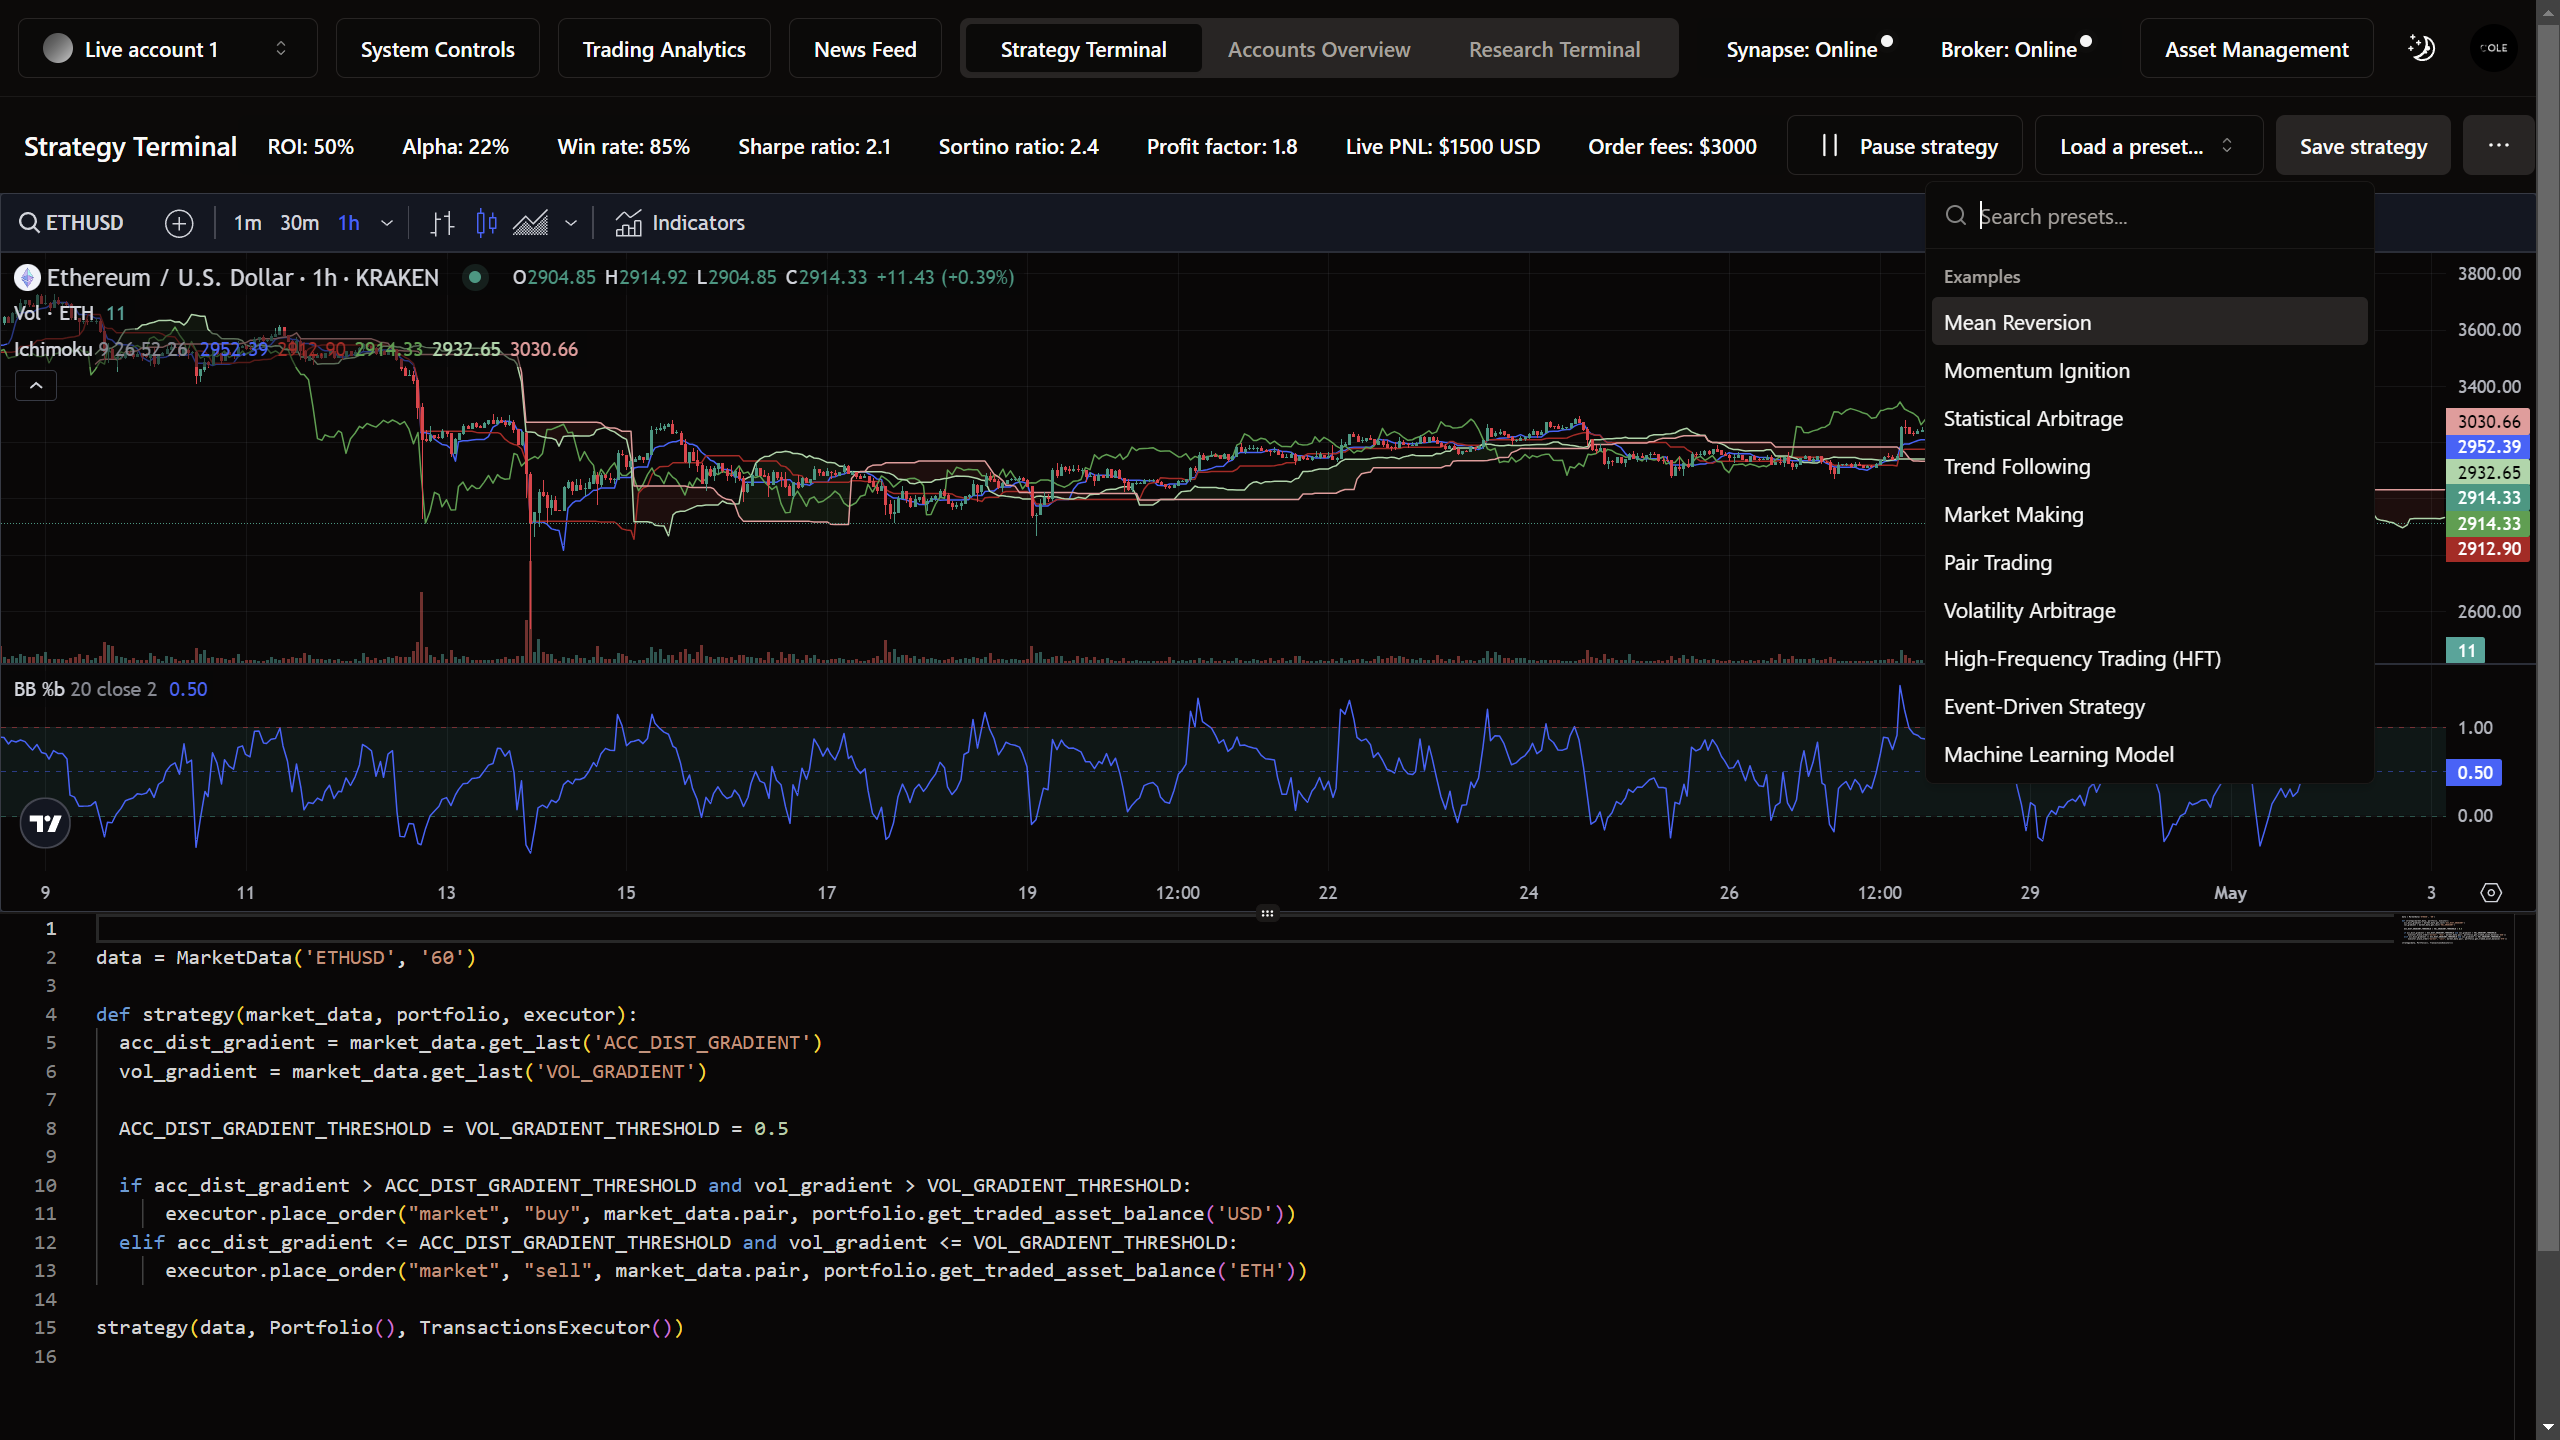 Live account 1
System Controls
Trading Analytics
News Feed
Strategy Terminal
Accounts Overview
Research Terminal
Synapse: Online
Broker: Online
Asset Management
COLE
Strategy Terminal
ROI: 50%
Alpha: 22%
Win rate: 85%
Sharpe ratio: 2.1
Sortino ratio: 2.4
Profit factor: 1.8
Live PNL: $1500 USD
Order fees: $3000
Pause strategy
Load a preset...
Save strategy
...
ETHUSD
1m
30m
1h
Indicators
Search presets...
Examples
Mean Reversion
Momentum Ignition
Statistical Arbitrage
Trend Following
Market Making
Pair Trading
Volatility Arbitrage
High-Frequency Trading (HFT)
Event-Driven Strategy
Machine Learning Model
Ethereum / U.S. Dollar · 1h · KRAKEN
O2904.85 H2914.92 L2904.85 C2914.33 +11.43 (+0.39%)
Vol · ETH 11
Ichimoku 9 26 52 26 2952.39 2912.90 2914.33 2932.65 3030.66
3800.00
3600.00
3400.00
3030.66
2952.39
2932.65
2914.33
2914.33
2912.90
2600.00
11
BB %b 20 close 2 0.50
1.00
0.50
0.00
9
11
13
15
17
19
12:00
22
24
26
12:00
29
May
3
1
2 data = MarketData('ETHUSD', '60')
3
4 def strategy(market_data, portfolio, executor):
5 acc_dist_gradient = market_data.get_last('ACC_DIST_GRADIENT')
6 vol_gradient = market_data.get_last('VOL_GRADIENT')
7
8 ACC_DIST_GRADIENT_THRESHOLD = VOL_GRADIENT_THRESHOLD = 0.5
9
10 if acc_dist_gradient > ACC_DIST_GRADIENT_THRESHOLD and vol_gradient > VOL_GRADIENT_THRESHOLD:
11 executor.place_order("market", "buy", market_data.pair, portfolio.get_traded_asset_balance('USD'))
12 elif acc_dist_gradient <= ACC_DIST_GRADIENT_THRESHOLD and vol_gradient <= VOL_GRADIENT_THRESHOLD:
13 executor.place_order("market", "sell", market_data.pair, portfolio.get_traded_asset_balance('ETH'))
14
15 strategy(data, Portfolio(), TransactionsExecutor())
16